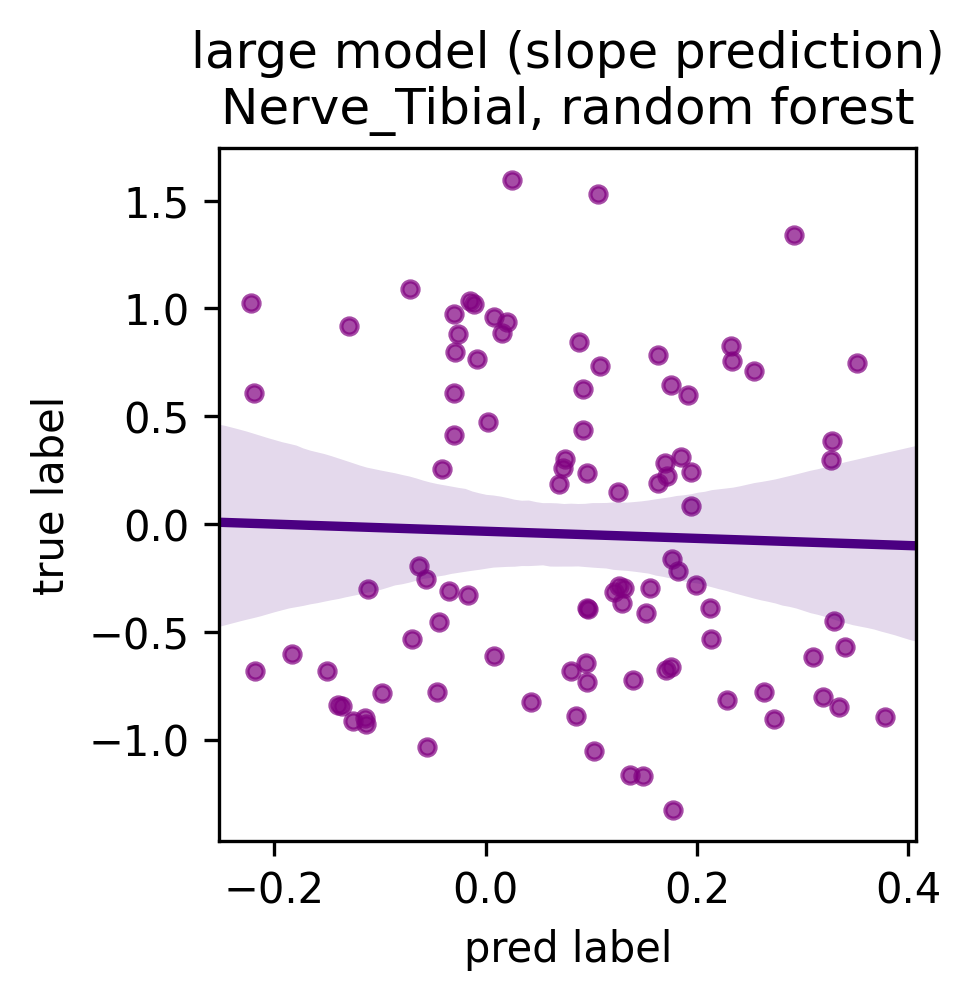 large model (slope prediction)
Nerve_Tibial, random forest
1.5
1.0
0.5
0.0
−0.5
−1.0
true label
−0.2
0.0
0.2
0.4
pred label